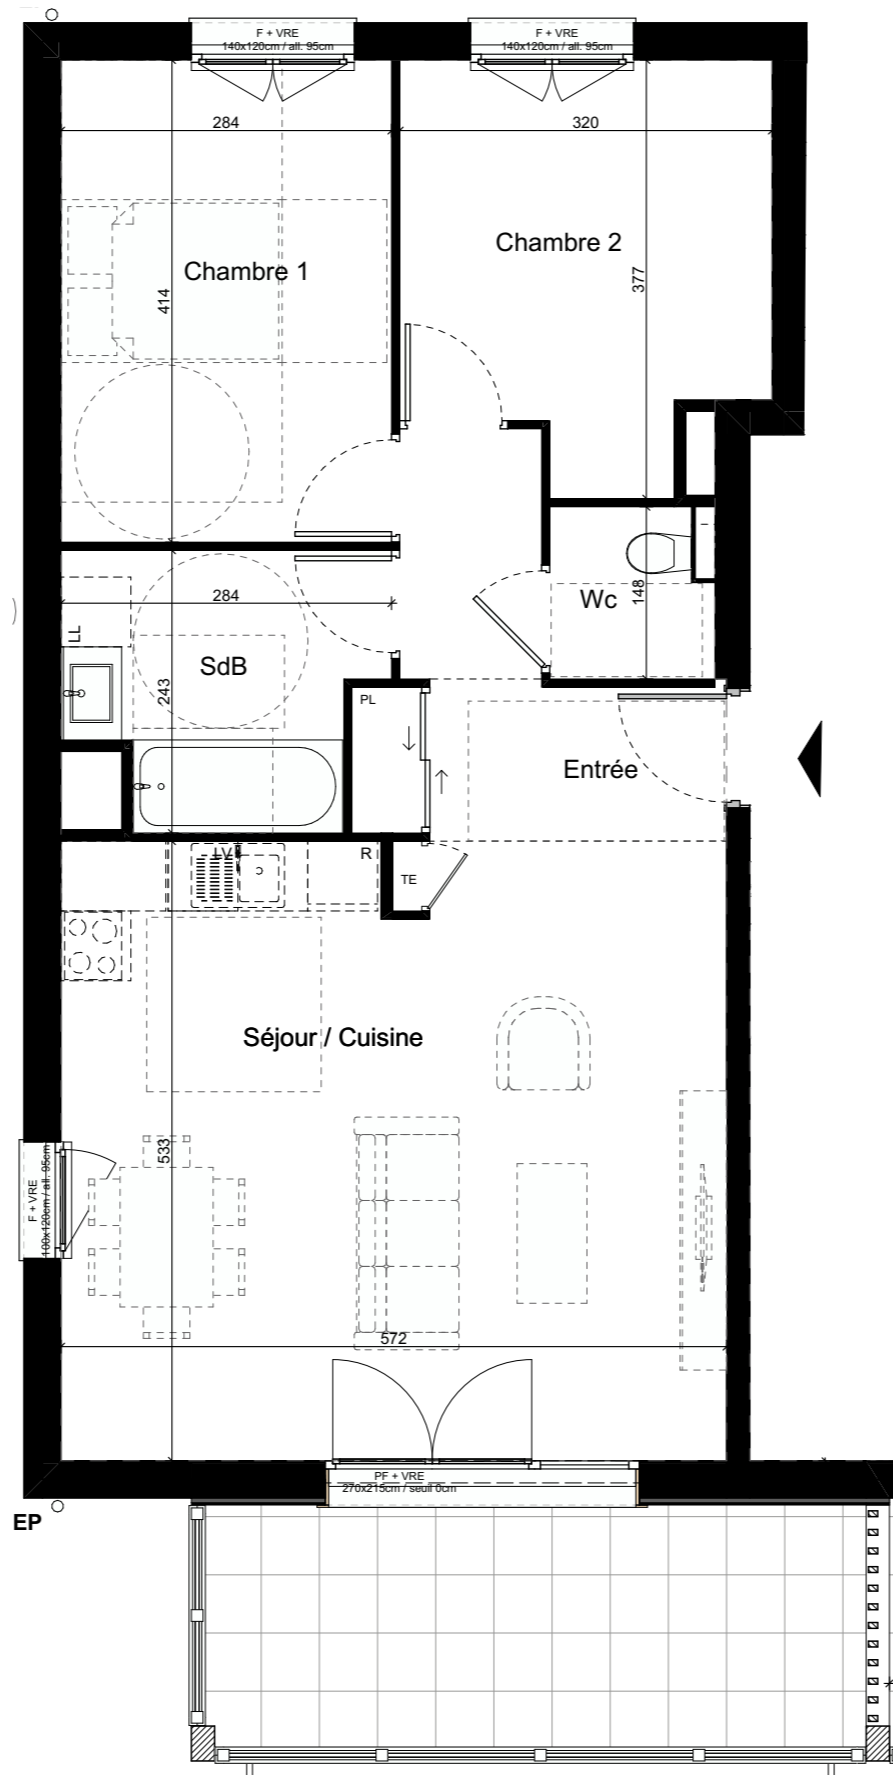 F + VRE
140x120cm / all. 95cm
F + VRE
140x120cm / all. 95cm
284
320
Chambre 2
Chambre 1
377
414
Wc
148
284
LL
SdB
243
PL
Entrée
LV
R
TE
Séjour / Cuisine
533
F + VRE
100x120cm / all. 95cm
572
PF + VRE
270x215cm / seuil 0cm
EP